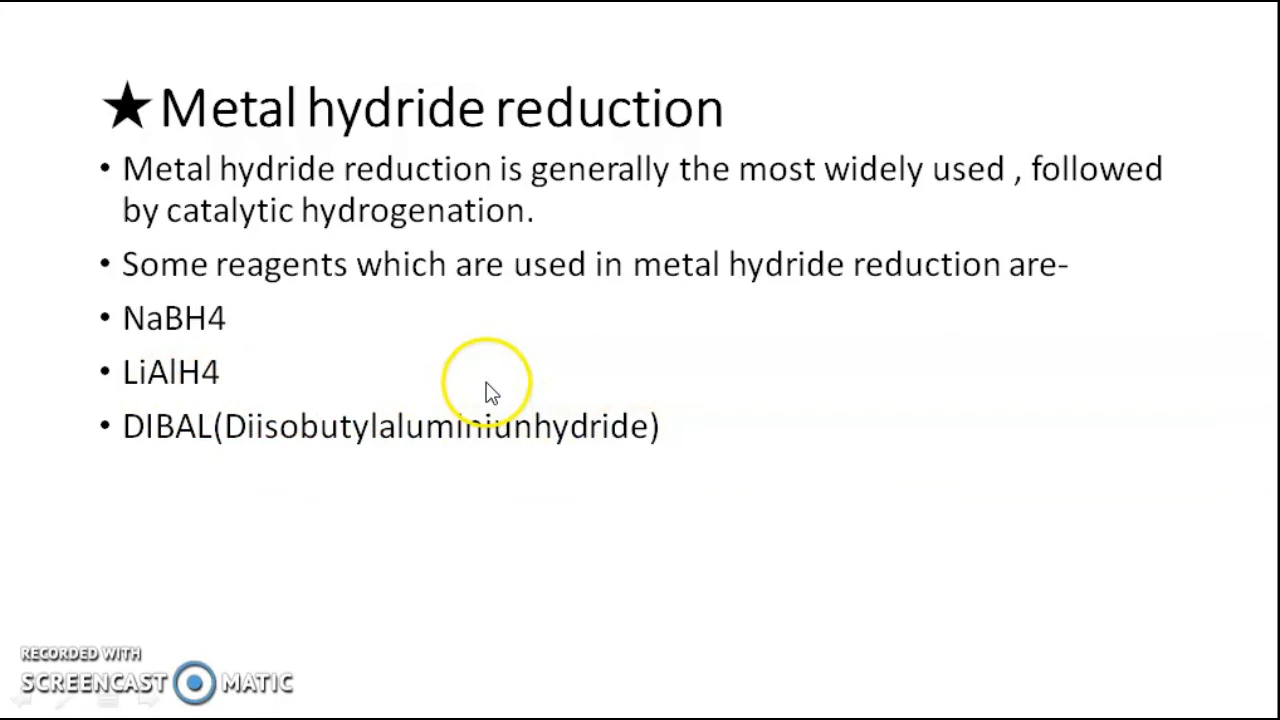 ★Metal hydride reduction
• Metal hydride reduction is generally the most widely used , followed
by catalytic hydrogenation.
• Some reagents which are used in metal hydride reduction are-
• NaBH4
• LiAlH4
• DIBAL(Diisobutylaluminiunhydride)
RECORDED WITH
SCREENCAST MATIC